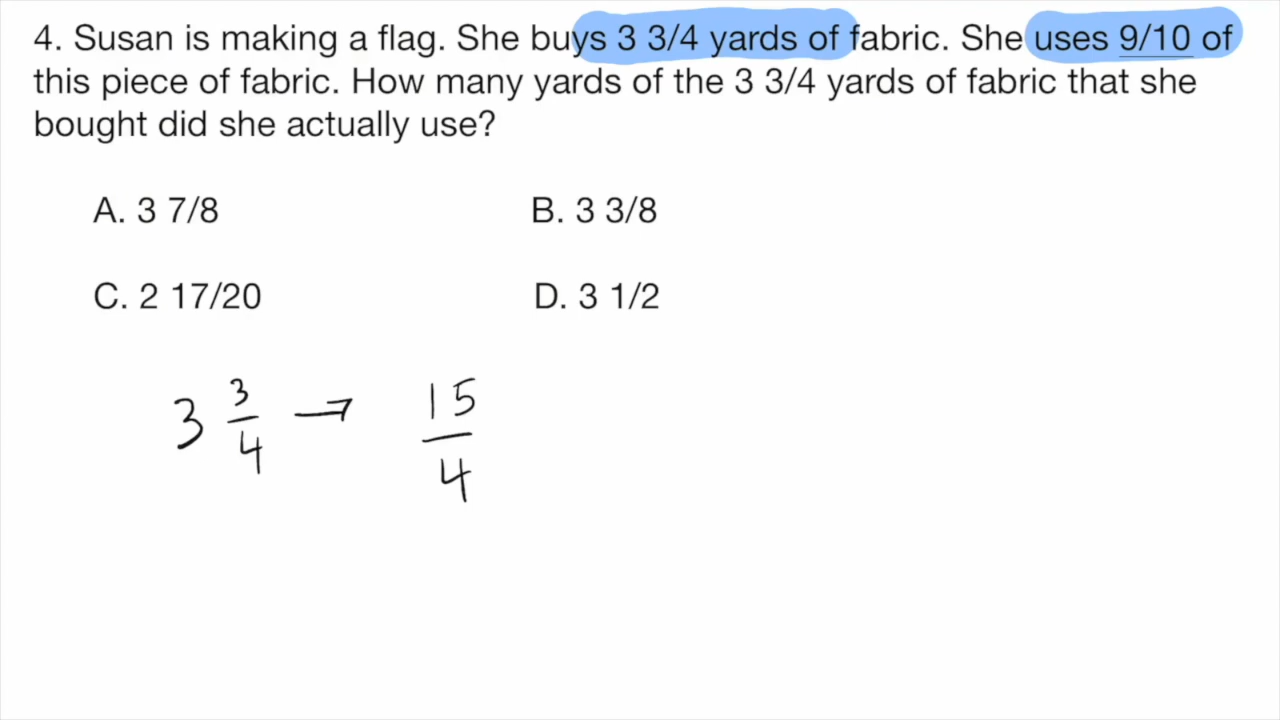 4. Susan is making a flag. She buys 3 3/4 yards of fabric. She uses 9/10 of
this piece of fabric. How many yards of the 3 3/4 yards of fabric that she
bought did she actually use?
A. 3 7/8
B. 3 3/8
C. 2 17/20
D. 3 1/2
3 3/4 → 15/4